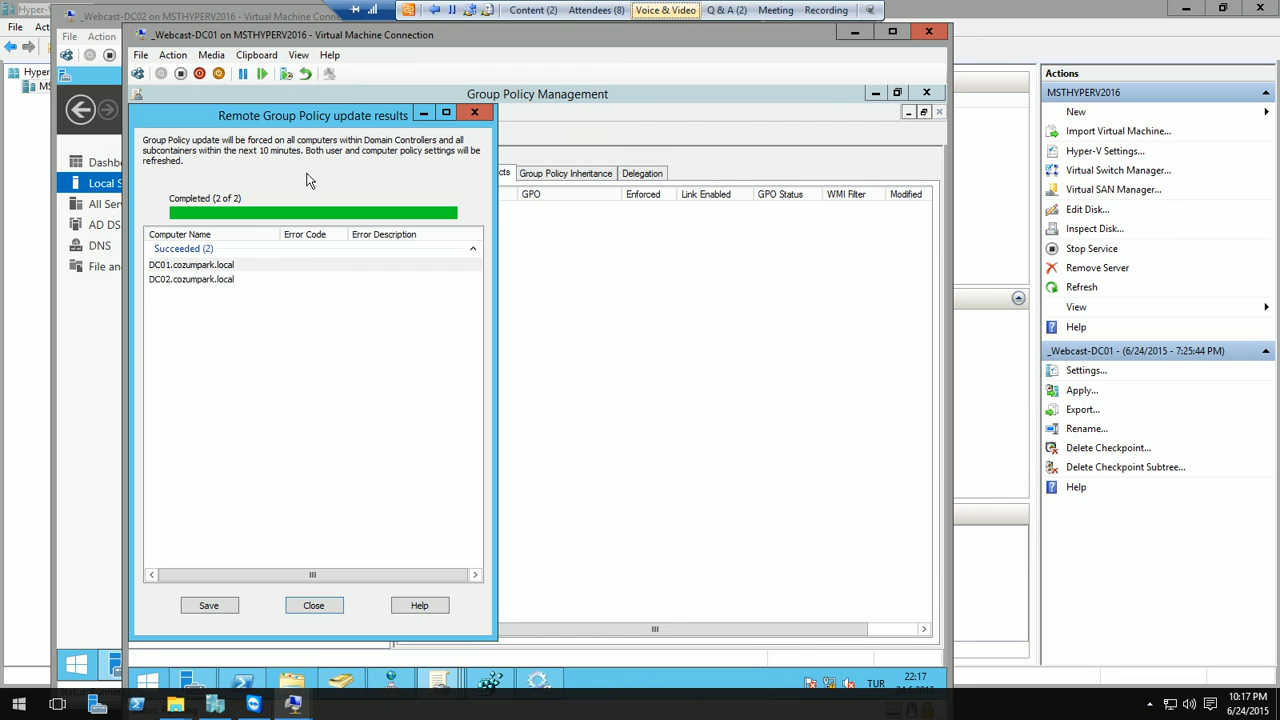 Content (2)
Attendees (8)
Voice & Video
Q & A (2)
Meeting
Recording
Hyper-V
_Webcast-DC02 on MSTHYPERV2016 - Virtual Machine Connection
File
Action
File
Action
Hyper
MS
_Webcast-DC01 on MSTHYPERV2016 - Virtual Machine Connection
File
Action
Media
Clipboard
View
Help
Group Policy Management
Remote Group Policy update results
Group Policy update will be forced on all computers within Domain Controllers and all
subcontainers within the next 10 minutes. Both user and computer policy settings will be
refreshed.
Completed (2 of 2)
Computer Name
Error Code
Error Description
Succeeded (2)
DC01.cozumpark.local
DC02.cozumpark.local
Save
Close
Help
cts
Group Policy Inheritance
Delegation
GPO
Enforced
Link Enabled
GPO Status
WMI Filter
Modified
Dashb
Local S
All Ser
AD DS
DNS
File an
Actions
MSTHYPERV2016
New
Import Virtual Machine...
Hyper-V Settings...
Virtual Switch Manager...
Virtual SAN Manager...
Edit Disk...
Inspect Disk...
Stop Service
Remove Server
Refresh
View
Help
_Webcast-DC01 - (6/24/2015 - 7:25:44 PM)
Settings...
Apply...
Export...
Rename...
Delete Checkpoint...
Delete Checkpoint Subtree...
Help
TUR
22:17
10:17 PM
6/24/2015